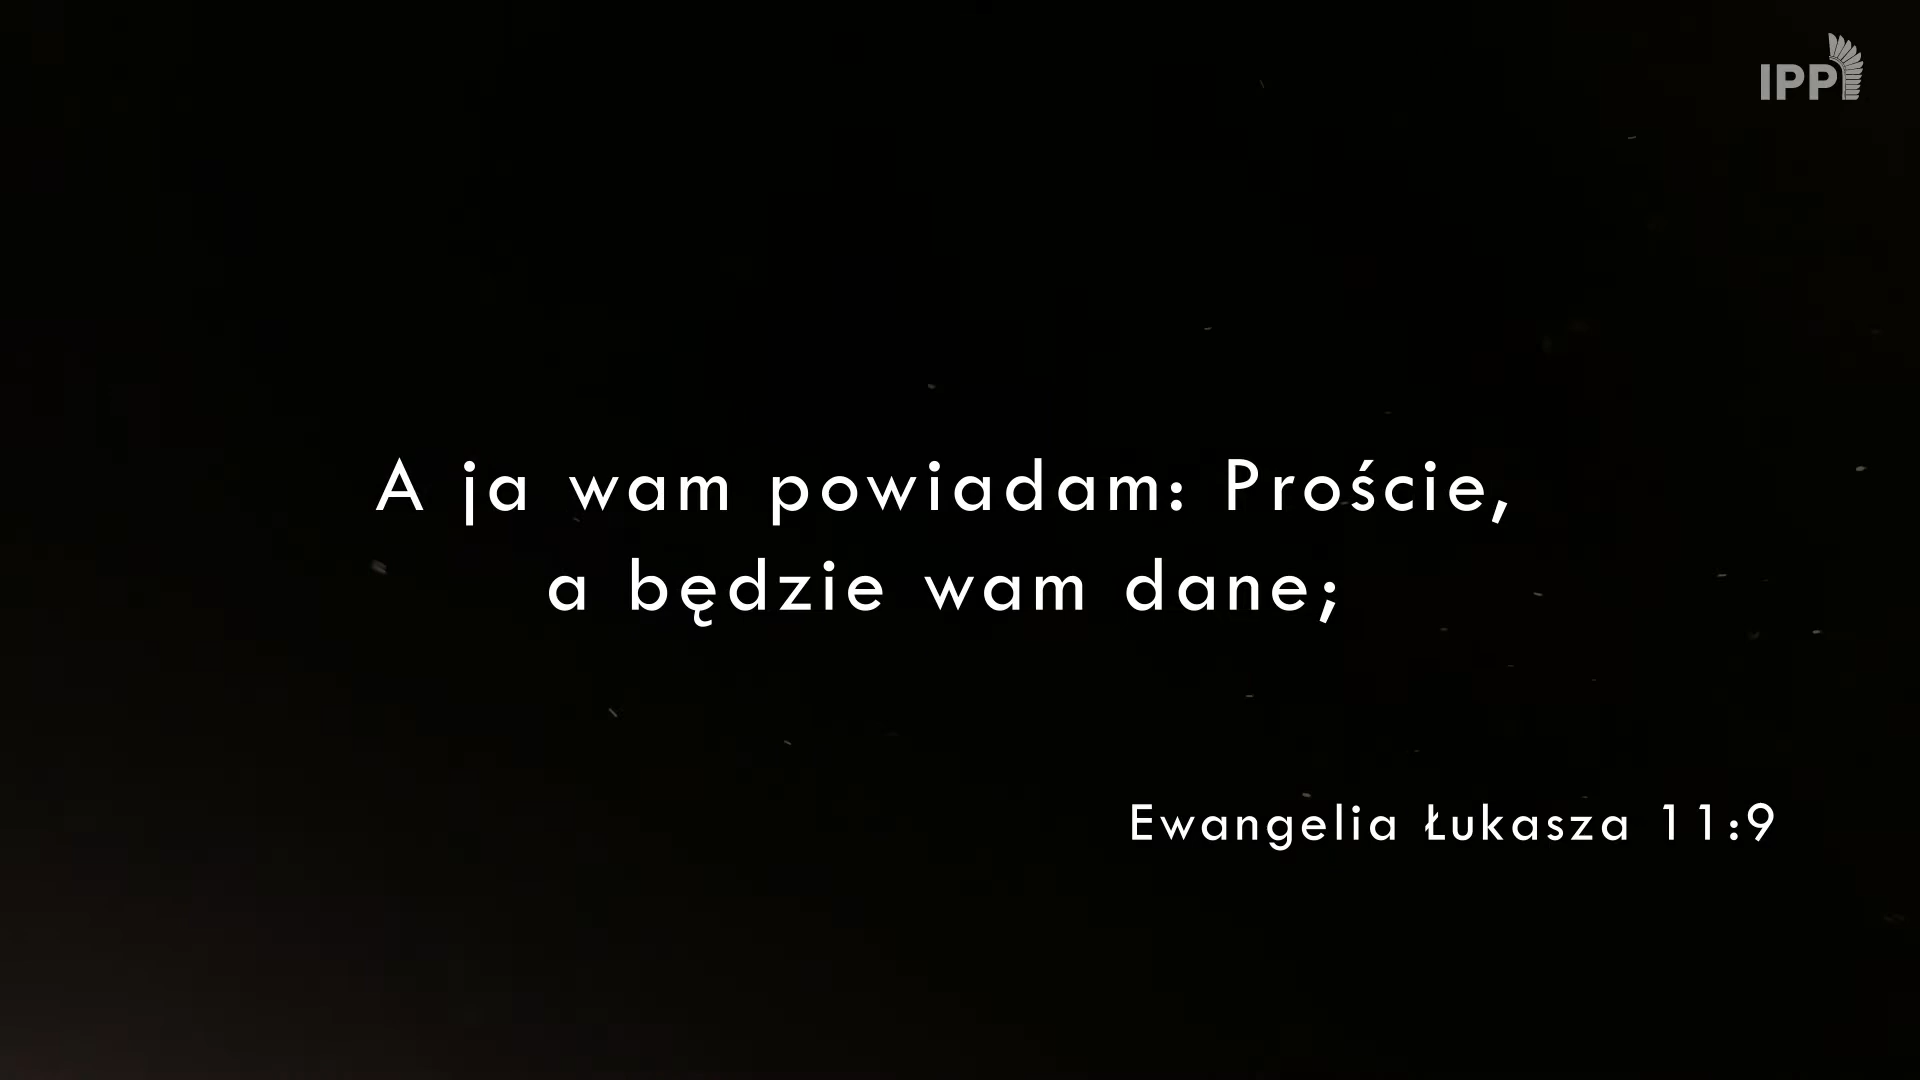 IPP
A ja wam powiadam: Proście,
a będzie wam dane;
Ewangelia Łukasza 11:9